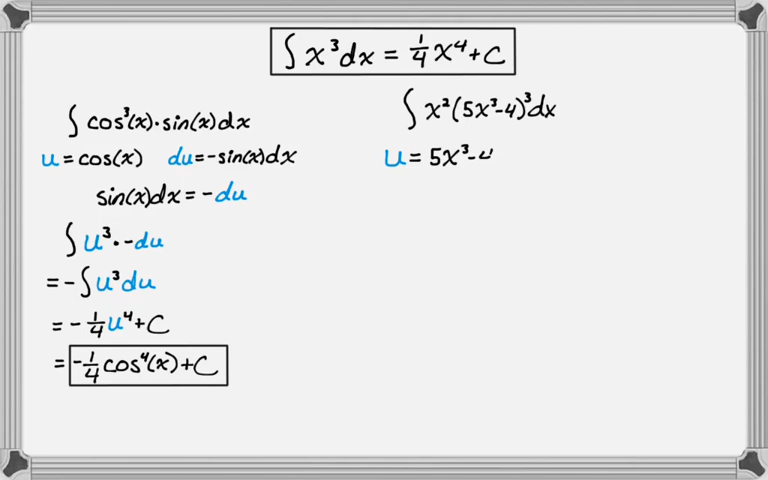 ∫ x³dx = ¼x⁴+C
∫ cos³(x)·sin(x)dx
u = cos(x) du=-sin(x)dx
sin(x)dx = -du
∫ u³·-du
= -∫ u³du
= -¼u⁴+C
= -¼cos⁴(x)+C
∫ x²(5x³-4)³dx
u = 5x³-4